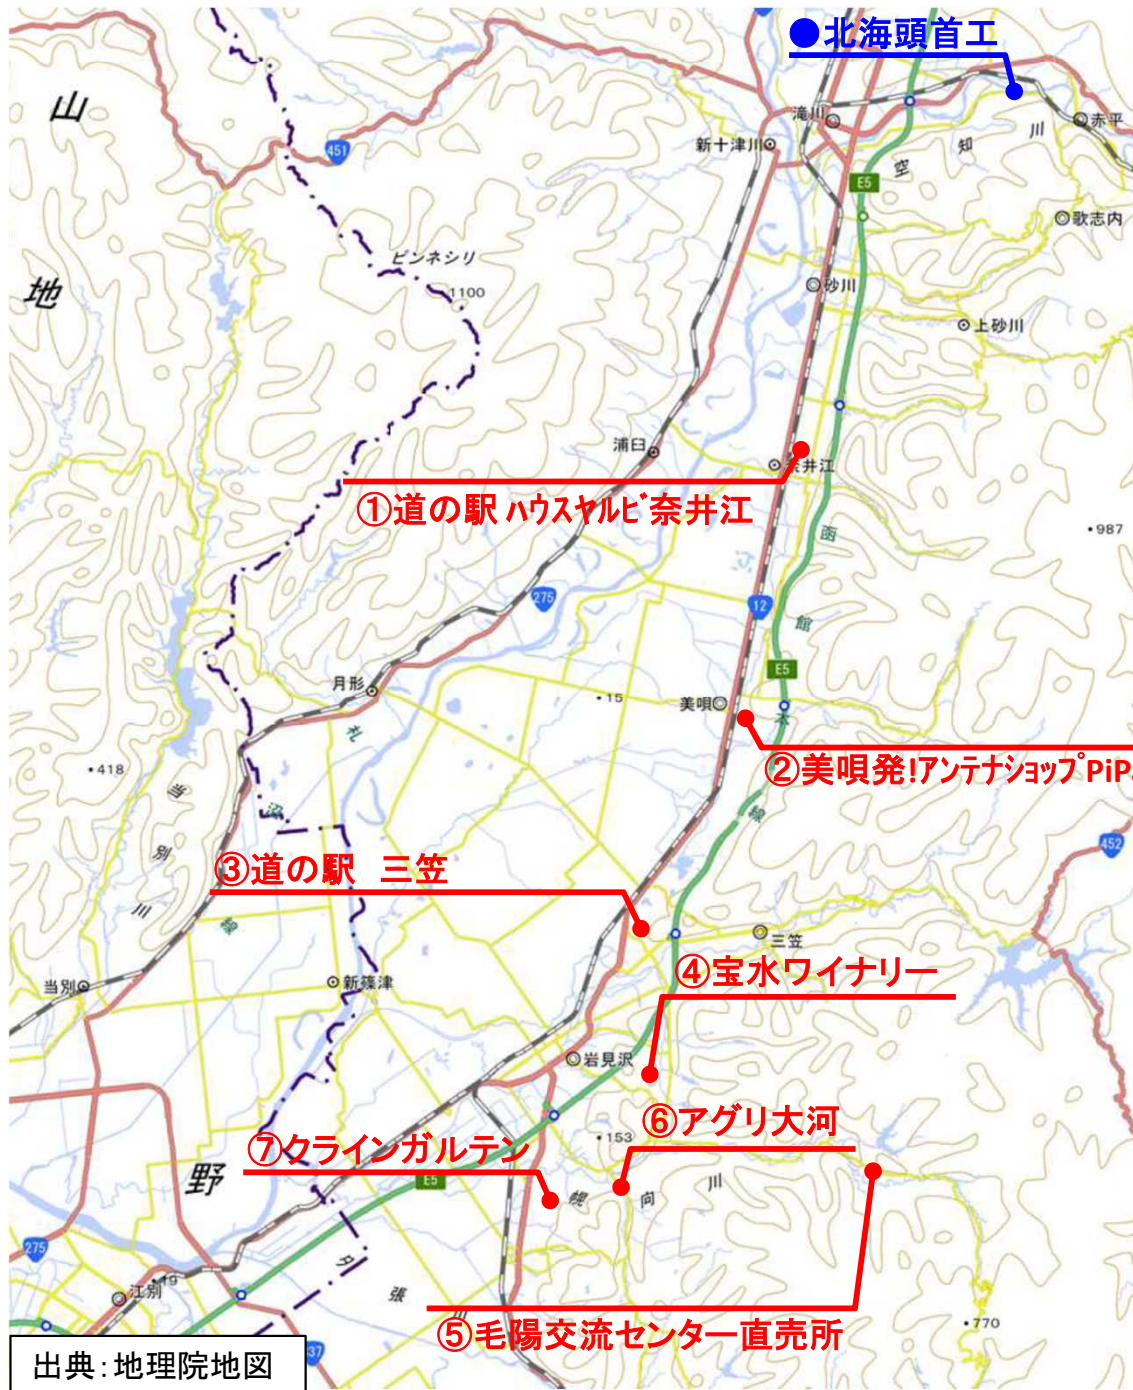 ●北海頭首工
山
滝川
赤平
新十津川
空知川
451
E5
歌志内
ピンネシリ
地
1100
砂川
上砂川
浦臼
奈井江
①道の駅 ハウスヤルビ奈井江
987
函
275
12
館
E5
月形
15
美唄
札
本
②美唄発!アンテナショップPiPa
418
当
沼
線
別
452
③道の駅 三笠
川
線
三笠
④宝水ワイナリー
当別
新篠津
岩見沢
⑥アグリ大河
153
⑦クラインガルテン
野
E5
幌向川
275
夕張
江別
19
⑤毛陽交流センター直売所
770
出典:地理院地図
337